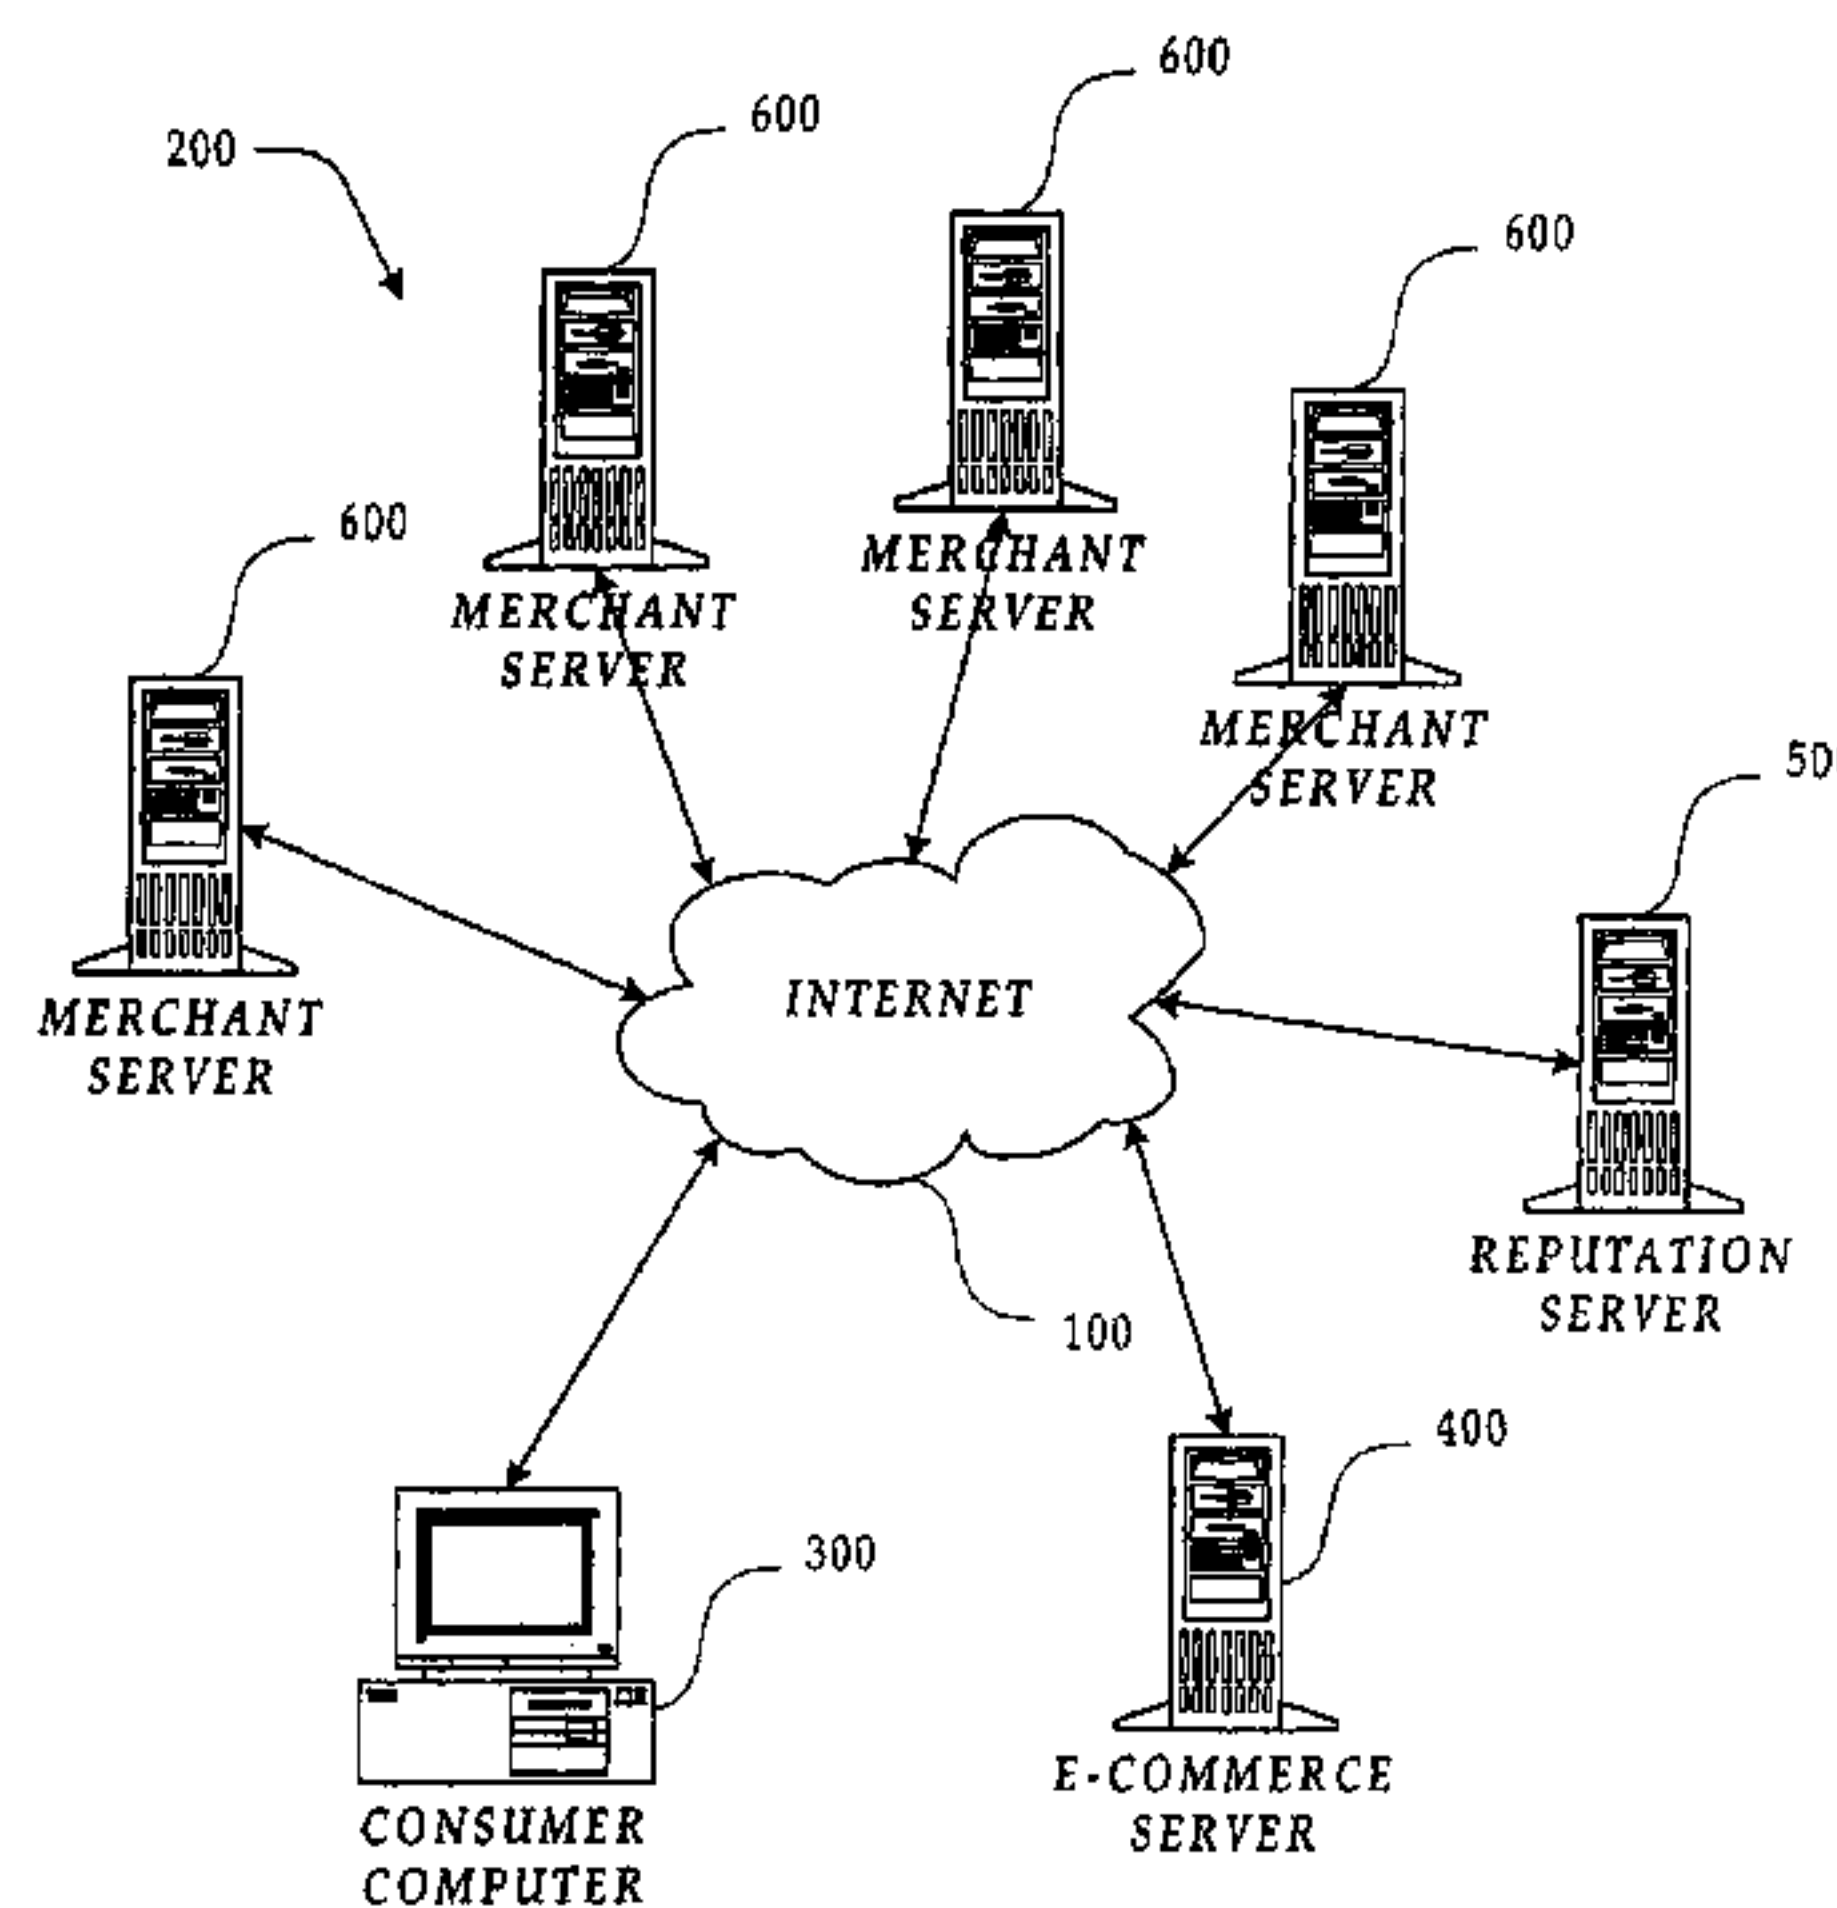 600
600
200
600
600
MERCHANT
SERVER
MERCHANT
SERVER
MERCHANT
SERVER
50
INTERNET
MERCHANT
SERVER
REPUTATION
SERVER
100
400
300
E-COMMERCE
SERVER
CONSUMER
COMPUTER